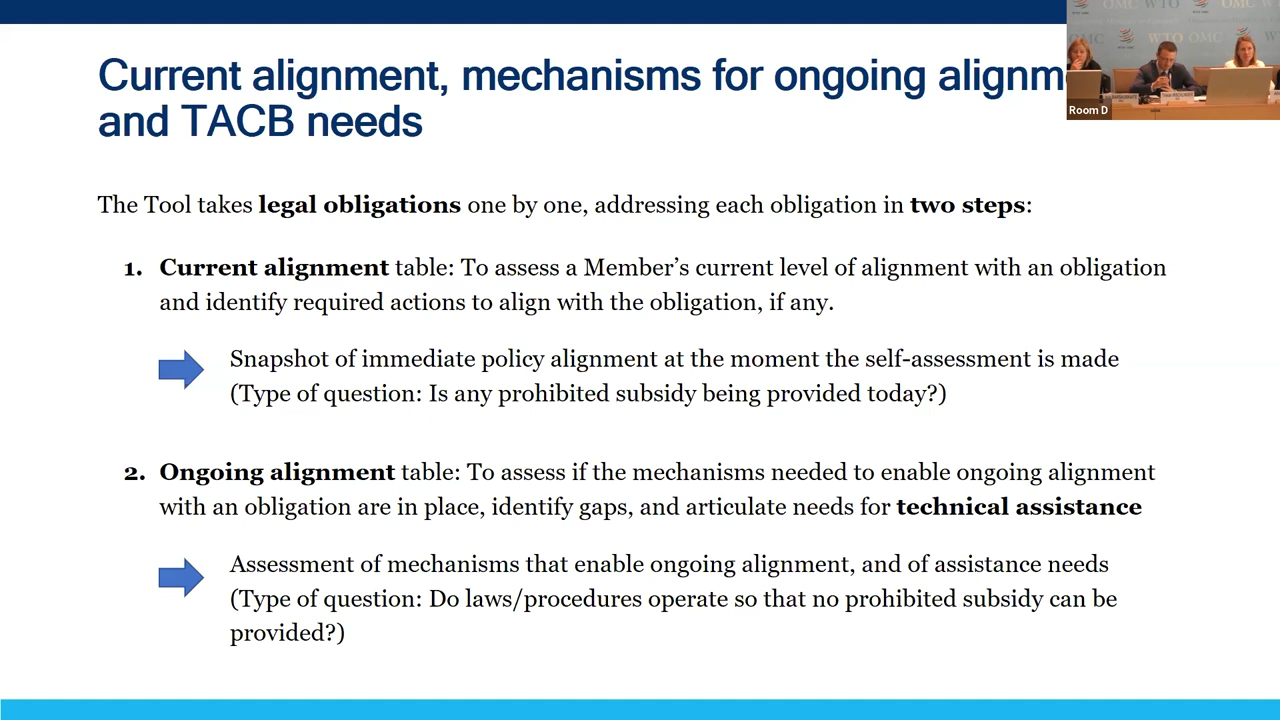 Current alignment, mechanisms for ongoing alignm
and TACB needs
OMC WTO
OMC
WTO OMC
Room D
The Tool takes legal obligations one by one, addressing each obligation in two steps:
1. Current alignment table: To assess a Member’s current level of alignment with an obligation
and identify required actions to align with the obligation, if any.
Snapshot of immediate policy alignment at the moment the self-assessment is made
(Type of question: Is any prohibited subsidy being provided today?)
2. Ongoing alignment table: To assess if the mechanisms needed to enable ongoing alignment
with an obligation are in place, identify gaps, and articulate needs for technical assistance
Assessment of mechanisms that enable ongoing alignment, and of assistance needs
(Type of question: Do laws/procedures operate so that no prohibited subsidy can be
provided?)